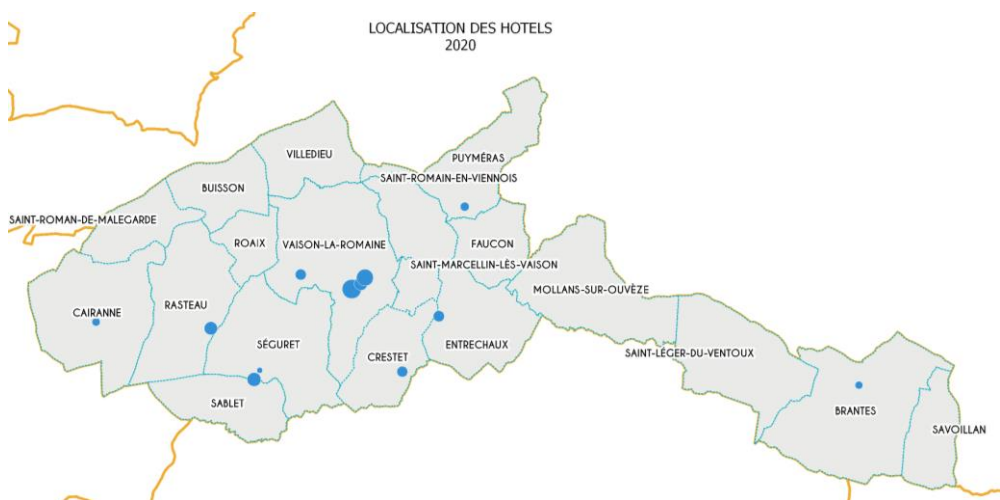 LOCALISATION DES HOTELS
2020
PUYMÉRAS
VILLEDIEU
SAINT-ROMAIN-EN-VIENNOIS
BUISSON
SAINT-ROMAN-DE-MALEGARDE
ROAIX
VAISON-LA-ROMAINE
FAUCON
SAINT-MARCELLIN-LÈS-VAISON
MOLLANS-SUR-OUVÈZE
RASTEAU
CAIRANNE
SÉGURET
ENTRECHAUX
SAINT-LÉGER-DU-VENTOUX
CRESTET
SABLET
BRANTES
SAVOILLAN